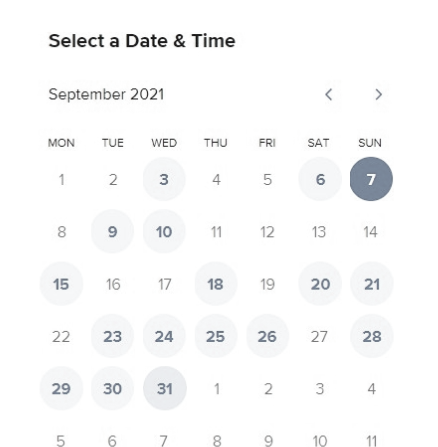 Select a Date & Time
September 2021
MON TUE WED THU FRI SAT SUN
1 2 3 4 5 6 7
8 9 10 11 12 13 14
15 16 17 18 19 20 21
22 23 24 25 26 27 28
29 30 31 1 2 3 4
5 6 7 8 9 10 11